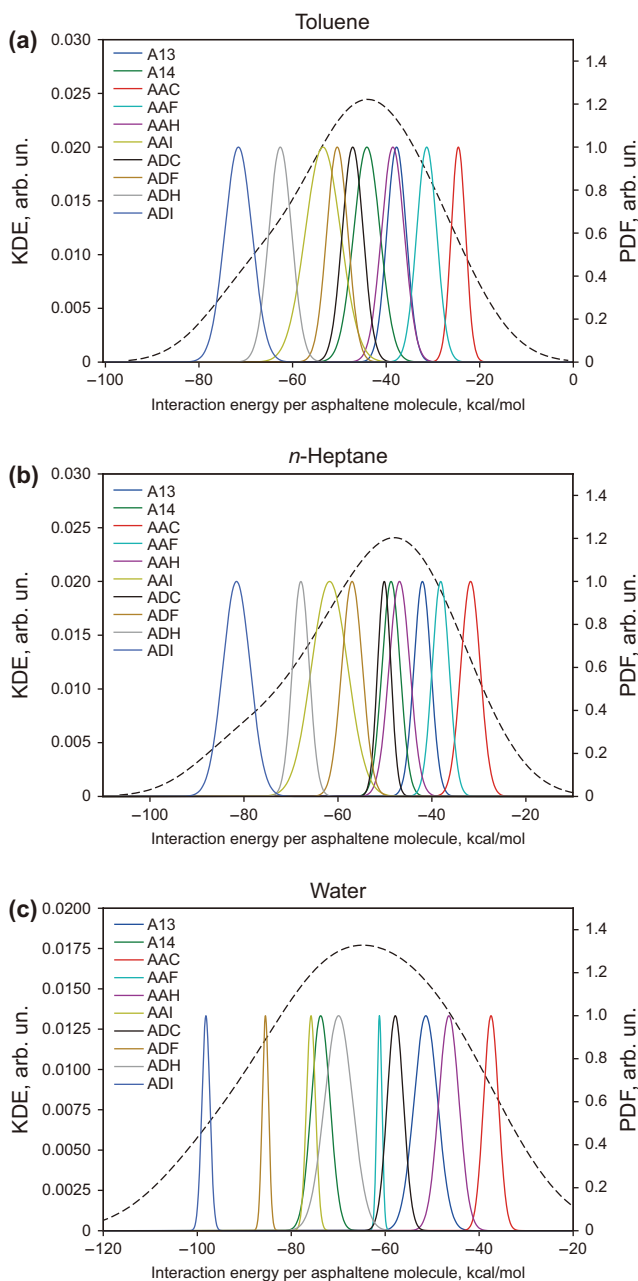 Toluene
(a)
0.030
0.025
0.020
0.015
0.010
0.005
0
KDE, arb. un.
A13
A14
AAC
AAF
AAH
AAI
ADC
ADF
ADH
ADI
1.4
1.2
1.0
0.8
0.6
0.4
0.2
0
PDF, arb. un.
−100 −80 −60 −40 −20 0
Interaction energy per asphaltene molecule, kcal/mol
n-Heptane
(b)
0.030
0.025
0.020
0.015
0.010
0.005
0
KDE, arb. un.
A13
A14
AAC
AAF
AAH
AAI
ADC
ADF
ADH
ADI
1.4
1.2
1.0
0.8
0.6
0.4
0.2
0
PDF, arb. un.
−100 −80 −60 −40 −20
Interaction energy per asphaltene molecule, kcal/mol
Water
(c)
0.0200
0.0175
0.0150
0.0125
0.0100
0.0075
0.0050
0.0025
0
KDE, arb. un.
A13
A14
AAC
AAF
AAH
AAI
ADC
ADF
ADH
ADI
1.4
1.2
1.0
0.8
0.6
0.4
0.2
0
PDF, arb. un.
−120 −100 −80 −60 −40 −20
Interaction energy per asphaltene molecule, kcal/mol